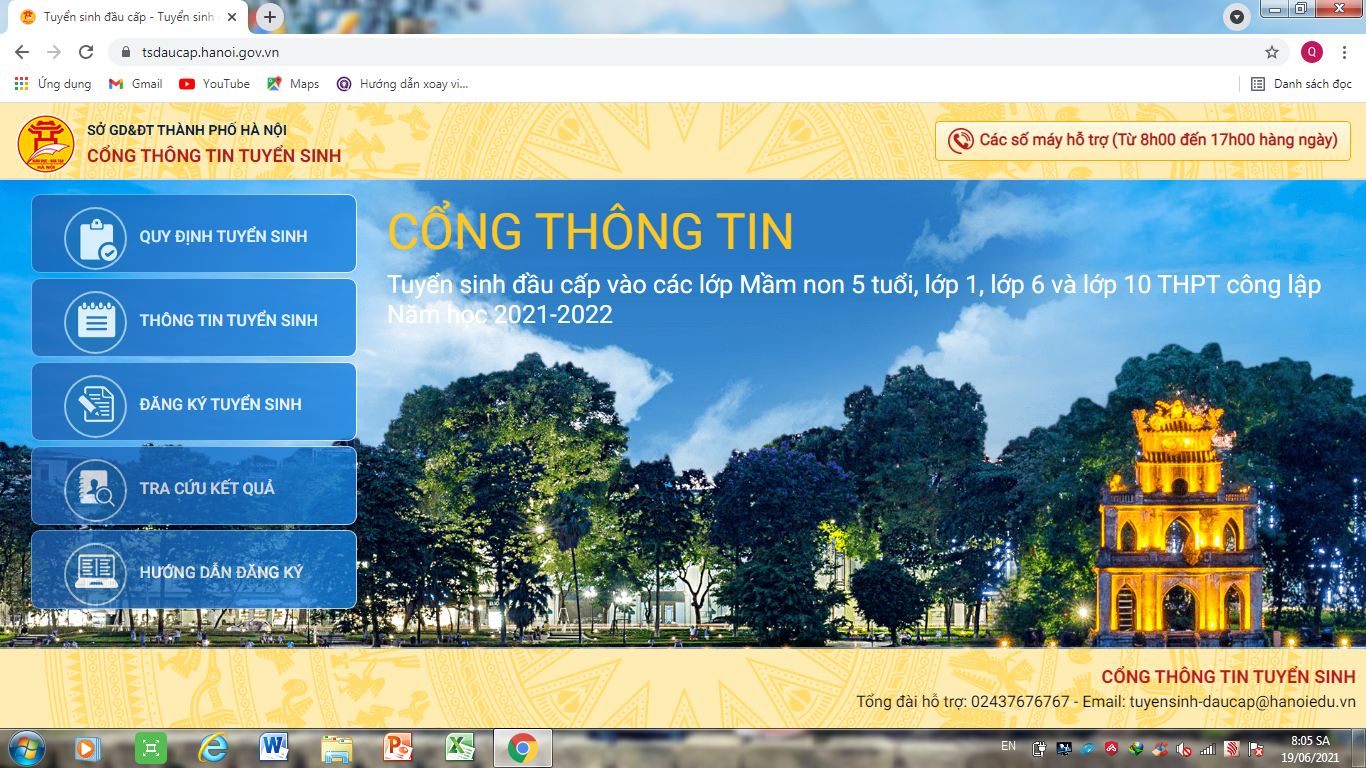 Tuyển sinh đầu cấp - Tuyển sinh
tsdaucap.hanoi.gov.vn
Q
Ứng dụng
Gmail
YouTube
Maps
Hướng dẫn xoay vi...
Danh sách đọc
SỞ GD&ĐT THÀNH PHỐ HÀ NỘI
CỔNG THÔNG TIN TUYỂN SINH
Các số máy hỗ trợ (Từ 8h00 đến 17h00 hàng ngày)
QUY ĐỊNH TUYỂN SINH
THÔNG TIN TUYỂN SINH
ĐĂNG KÝ TUYỂN SINH
TRA CỨU KẾT QUẢ
HƯỚNG DẪN ĐĂNG KÝ
CỔNG THÔNG TIN
Tuyển sinh đầu cấp vào các lớp Mầm non 5 tuổi, lớp 1, lớp 6 và lớp 10 THPT công lập
Năm học 2021-2022
CỔNG THÔNG TIN TUYỂN SINH
Tổng đài hỗ trợ: 02437676767 - Email: tuyensinh-daucap@hanoiedu.vn
EN
8:05 SA
19/06/2021